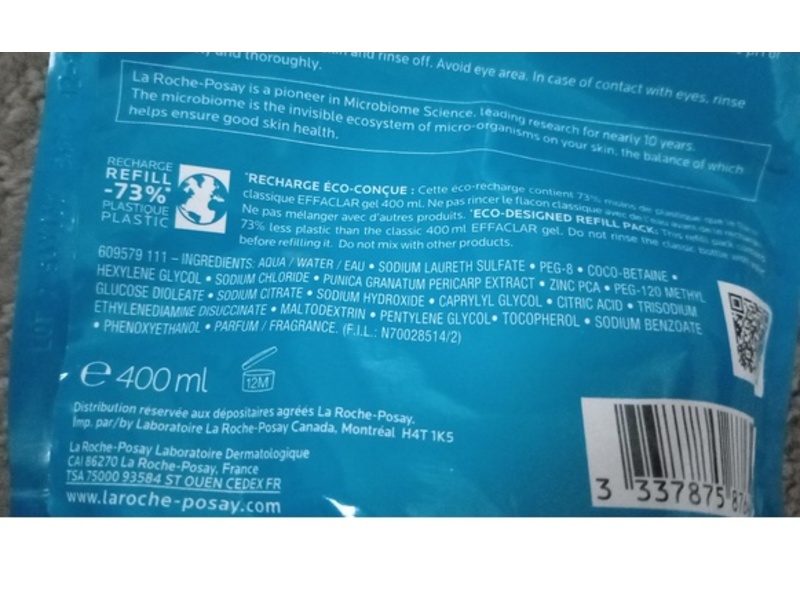 and thoroughly. and rinse off. Avoid eye area. In case of contact with eyes, rinse
La Roche-Posay is a pioneer in Microbiome Science, leading research for nearly 10 years.
The microbiome is the invisible ecosystem of micro-organisms on your skin, the balance of which
helps ensure good skin health.
RECHARGE
REFILL
-73%*
PLASTIQUE
PLASTIC
*RECHARGE ÉCO-CONÇUE : Cette éco-recharge contient 73% moins de plastique que le
classique EFFACLAR gel 400 ml. Ne pas rincer le flacon classique avec de
Ne pas mélanger avec d'autres produits. *ECO-DESIGNED REFILL PACK: This refill pack
73% less plastic than the classic 400 ml EFFACLAR gel. Do not rinse the classic bottle
before refilling it. Do not mix with other products.
609579 111 – INGREDIENTS: AQUA / WATER / EAU • SODIUM LAURETH SULFATE • PEG-8 • COCO-BETAINE •
HEXYLENE GLYCOL • SODIUM CHLORIDE • PUNICA GRANATUM PERICARP EXTRACT • ZINC PCA • PEG-120 METHYL
GLUCOSE DIOLEATE • SODIUM CITRATE • SODIUM HYDROXIDE • CAPRYLYL GLYCOL • CITRIC ACID • TRISODIUM
ETHYLENEDIAMINE DISUCCINATE • MALTODEXTRIN • PENTYLENE GLYCOL • TOCOPHEROL • SODIUM BENZOATE
• PHENOXYETHANOL • PARFUM / FRAGRANCE. (F.I.L.: N70028514/2)
e 400 ml
12M
Distribution réservée aux dépositaires agréés La Roche-Posay.
Imp. par/by Laboratoire La Roche-Posay Canada, Montréal H4T 1K5
La Roche-Posay Laboratoire Dermatologique
CAI 86270 La Roche-Posay, France
TSA 75000 93584 ST OUEN CEDEX FR
www.laroche-posay.com
3 337875